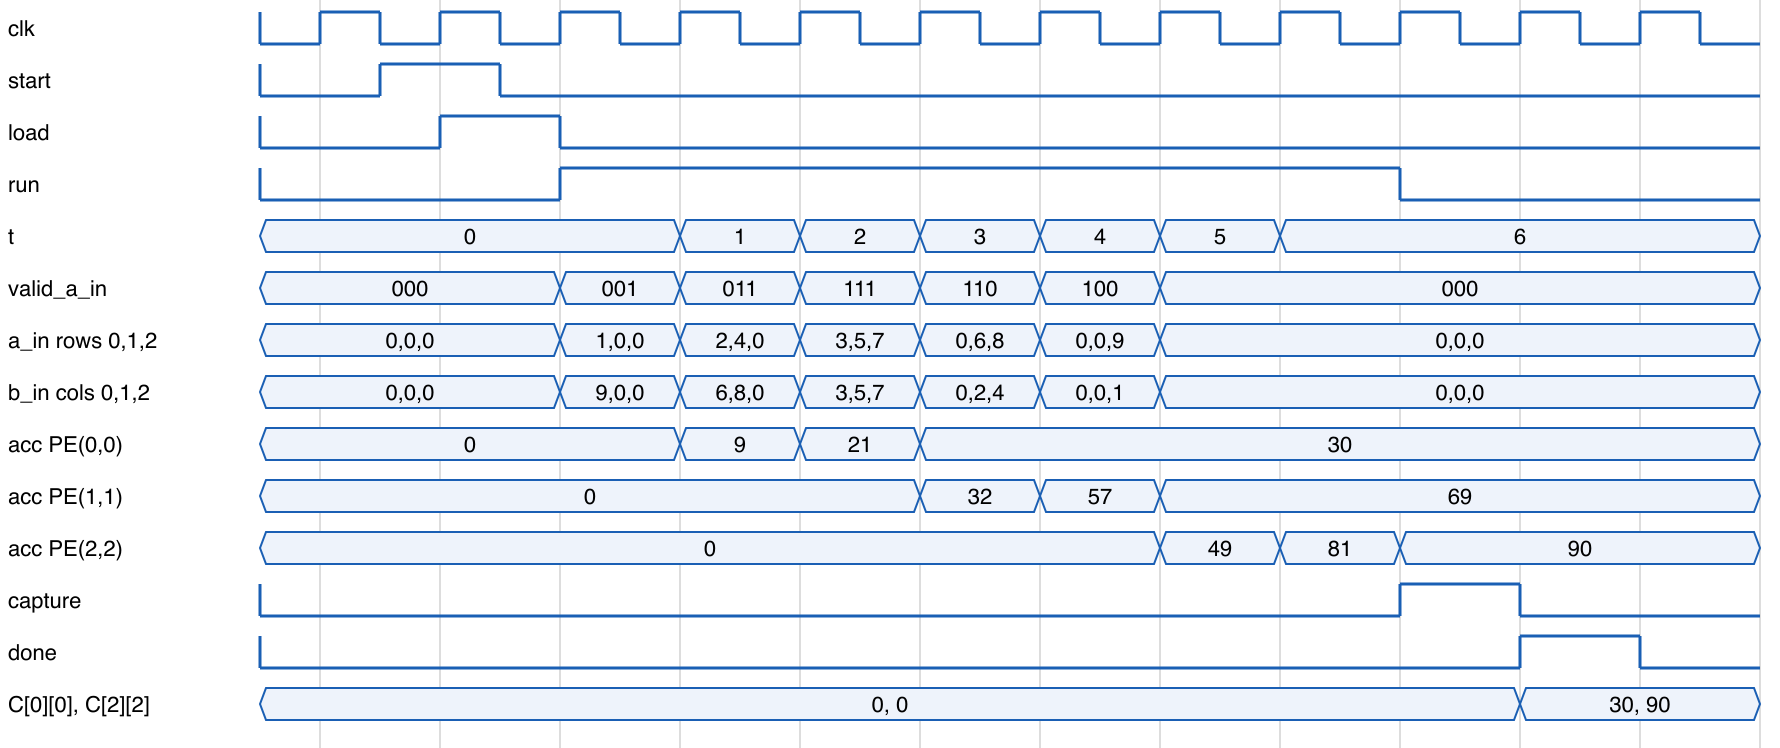 clk
start
load
run
t 0 1 2 3 4 5 6
valid_a_in 000 001 011 111 110 100 000
a_in rows 0,1,2 0,0,0 1,0,0 2,4,0 3,5,7 0,6,8 0,0,9 0,0,0
b_in cols 0,1,2 0,0,0 9,0,0 6,8,0 3,5,7 0,2,4 0,0,1 0,0,0
acc PE(0,0) 0 9 21 30
acc PE(1,1) 0 32 57 69
acc PE(2,2) 0 49 81 90
capture
done
C[0][0], C[2][2] 0, 0 30, 90